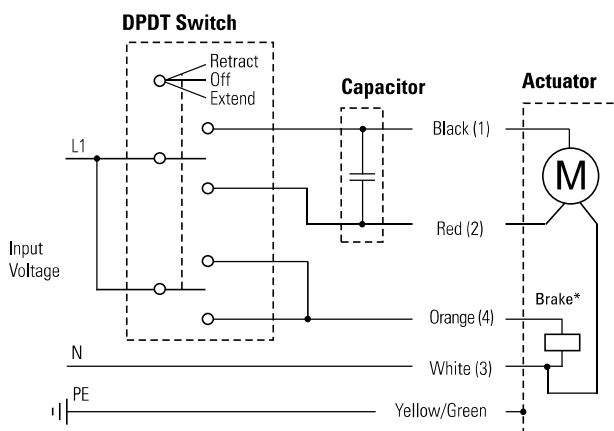 DPDT Switch
Retract
Off
Extend
Capacitor
Actuator
L1
Black (1)
M
Red (2)
Input
Voltage
Brake*
Orange (4)
N
White (3)
PE
Yellow/Green